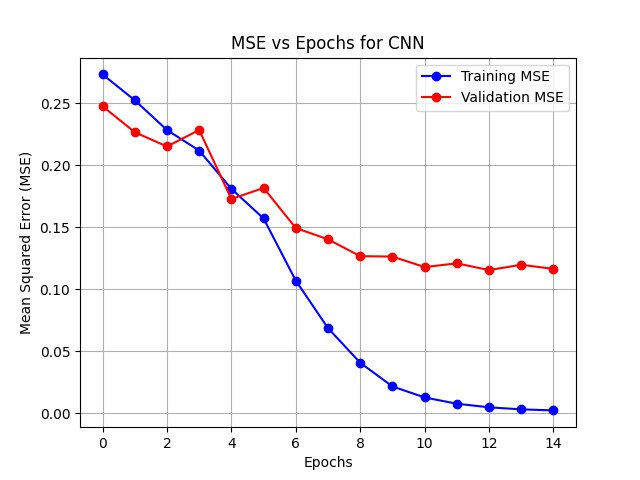 MSE vs Epochs for CNN
Training MSE
Validation MSE
Mean Squared Error (MSE)
0.25
0.20
0.15
0.10
0.05
0.00
0 2 4 6 8 10 12 14
Epochs